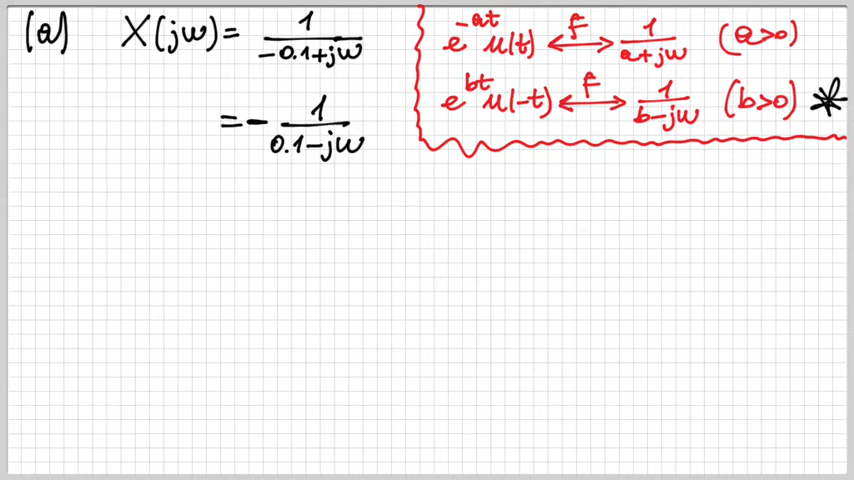 (a) X(jω) = 1 / (-0.1+jω)
= - 1 / (0.1-jω)
e^{-at} u(t) ←F→ 1 / (a+jω) (a>0)
e^{bt} u(-t) ←F→ 1 / (b-jω) (b>0) *